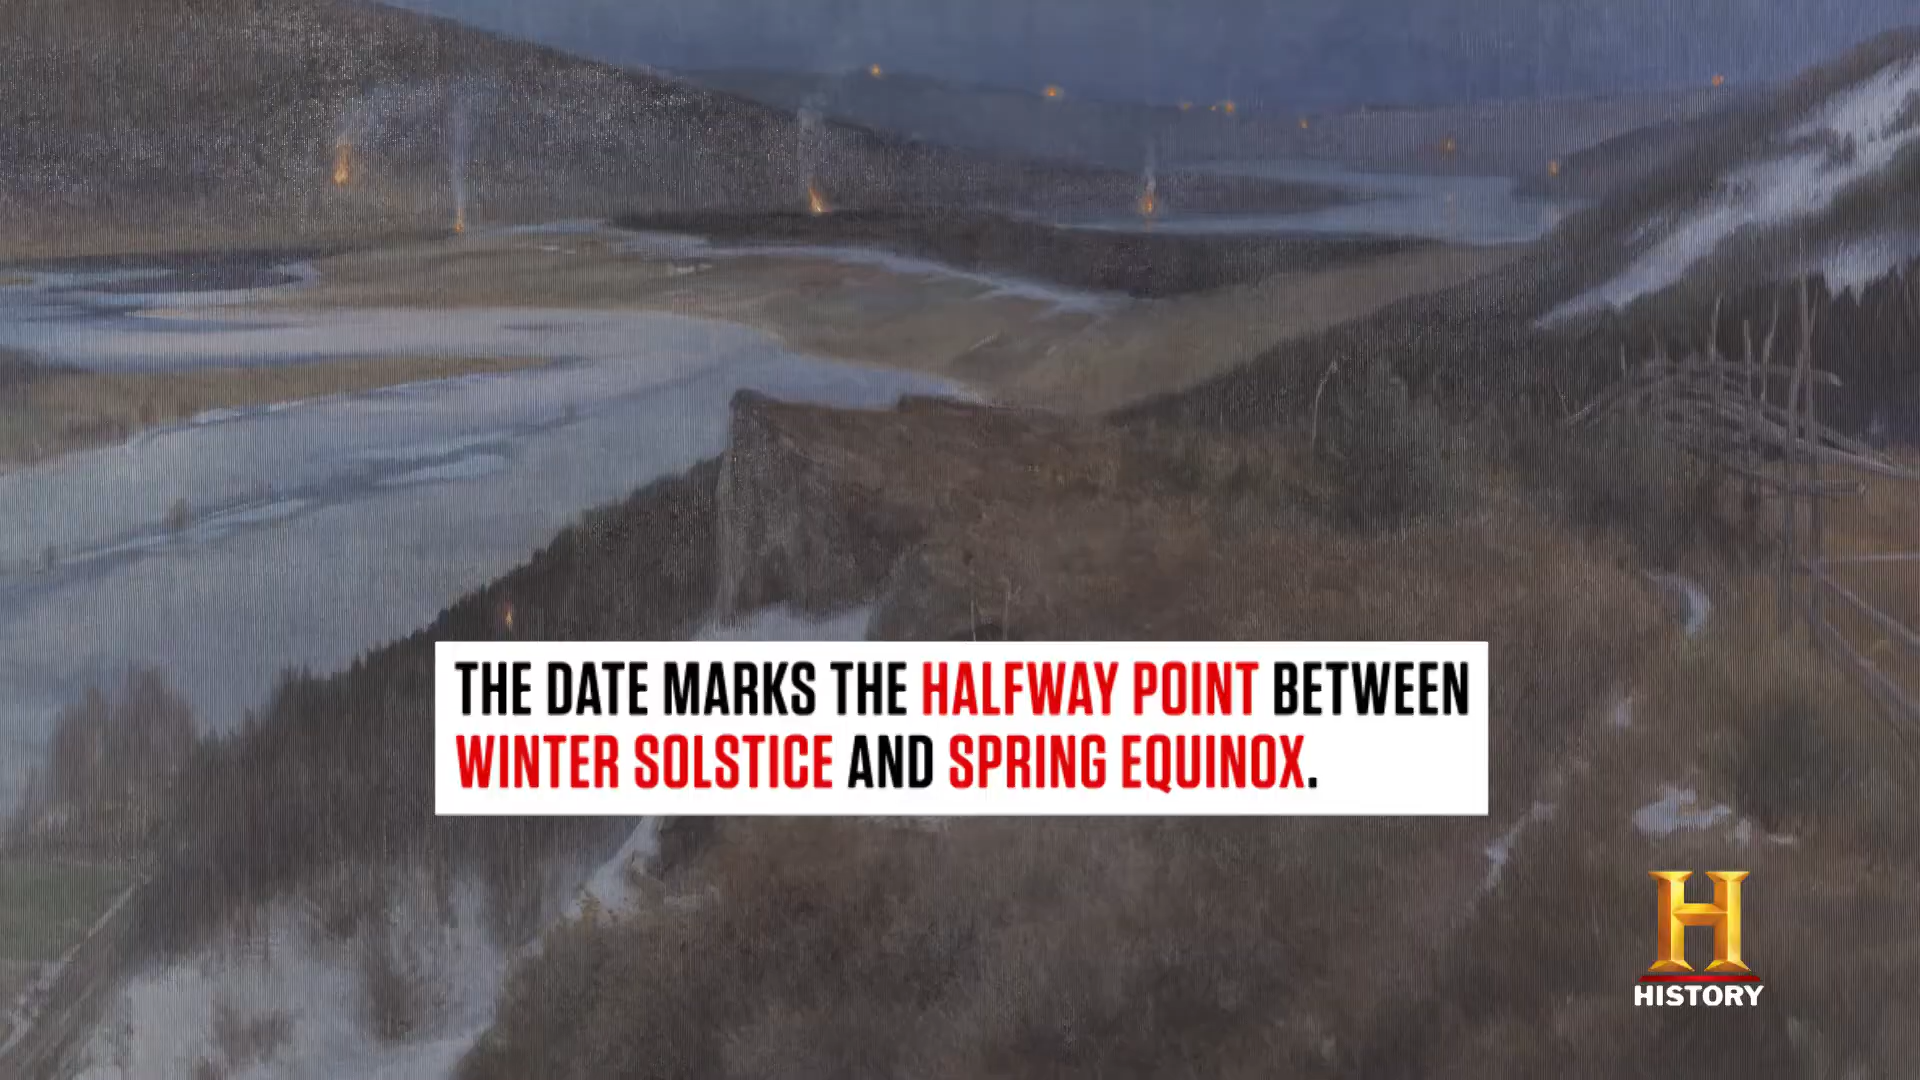 THE DATE MARKS THE HALFWAY POINT BETWEEN
WINTER SOLSTICE AND SPRING EQUINOX.
H
HISTORY